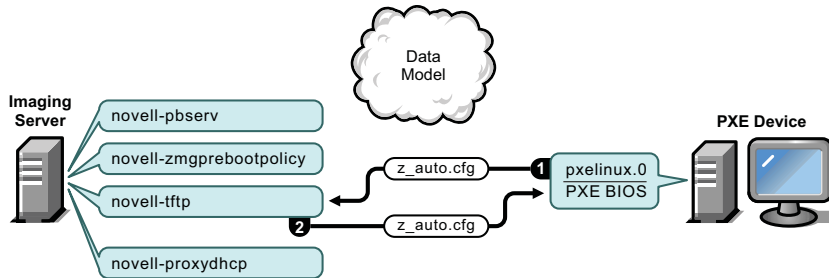 Data
Model
Imaging
Server
novell-pbserv
novell-zmgprebootpolicy
novell-tftp
novell-proxydhcp
z_auto.cfg
1
pxelinux.0
PXE BIOS
2
z_auto.cfg
PXE Device